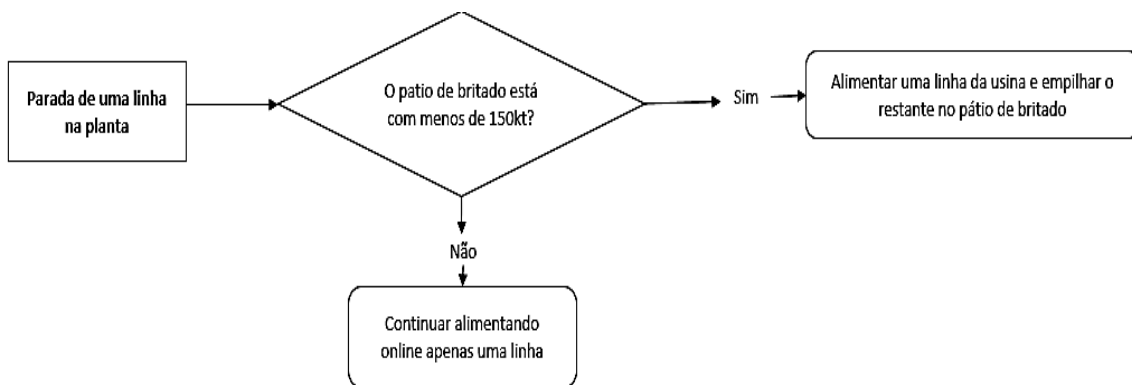 Parada de uma linha
na planta
O patio de britado está
com menos de 150kt?
Sim
Alimentar uma linha da usina e empilhar o
restante no pátio de britado
Não
Continuar alimentando
online apenas uma linha